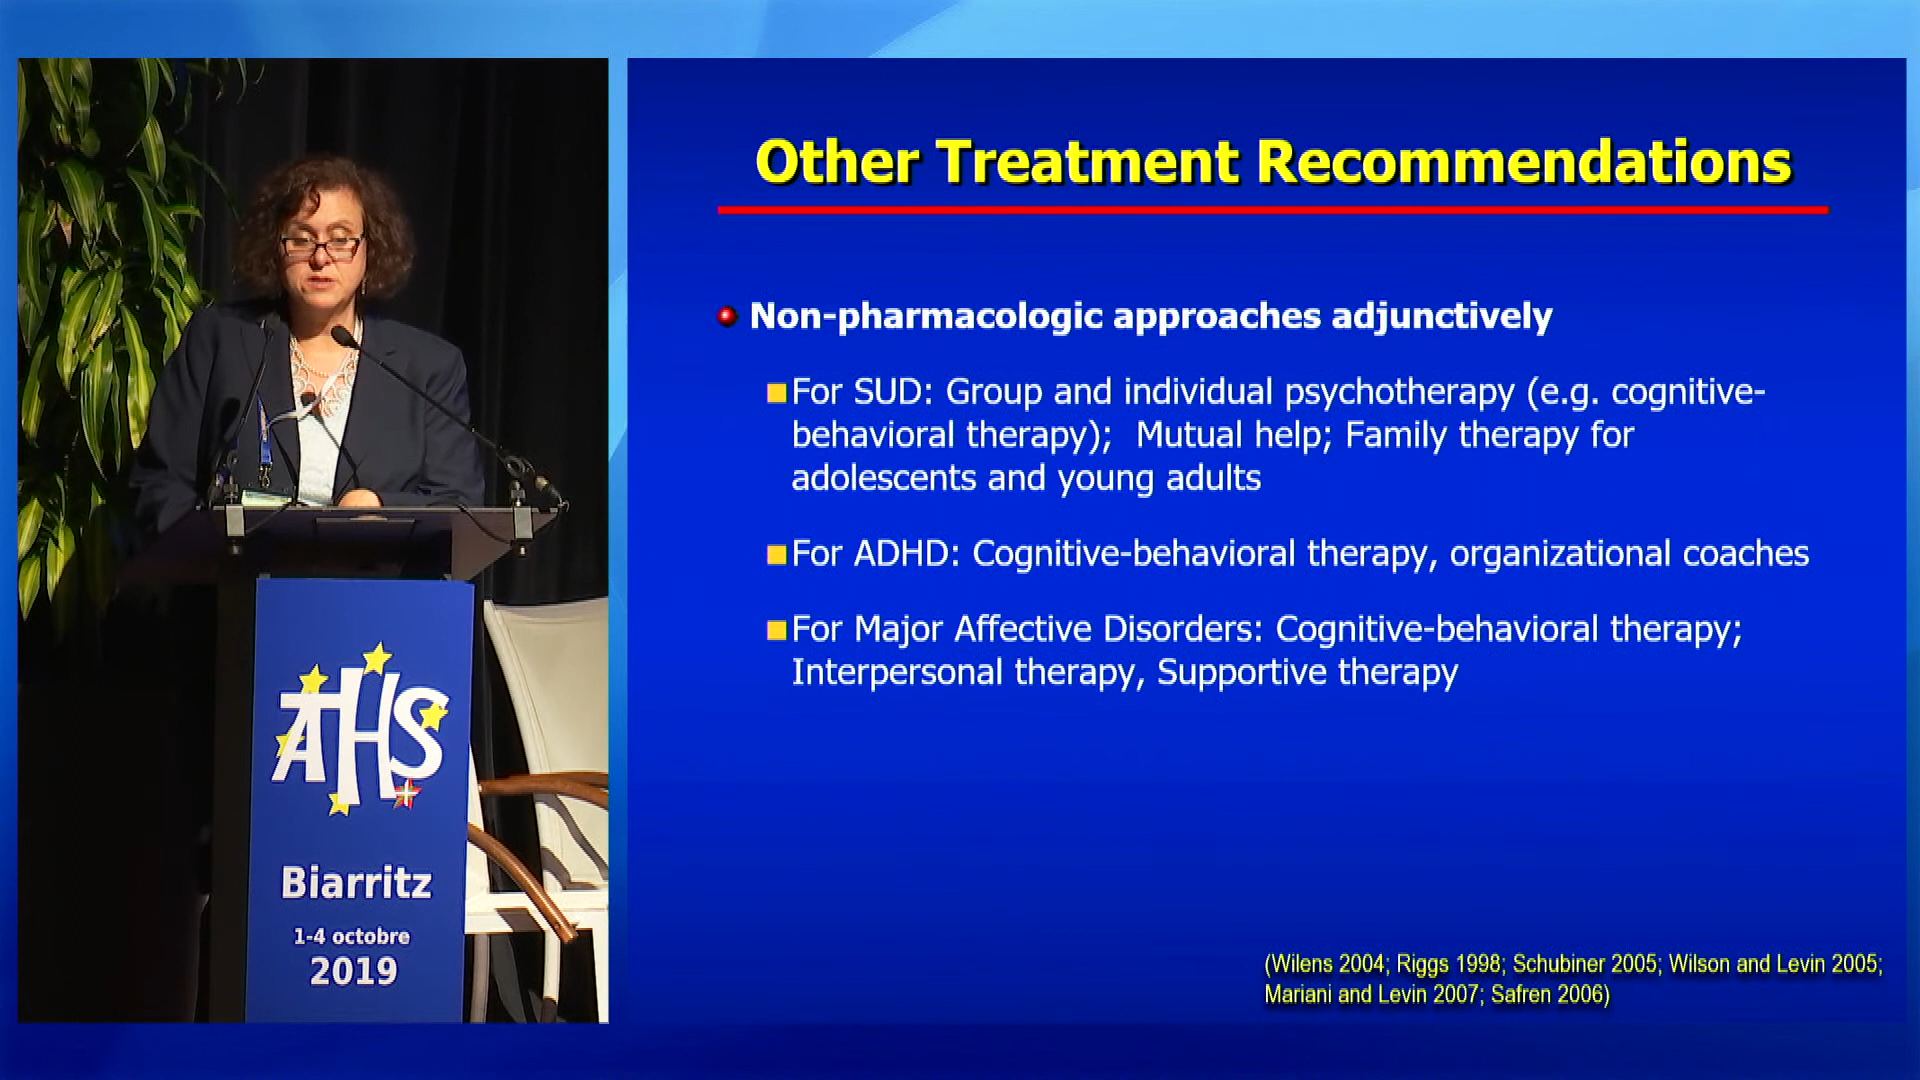 Other Treatment Recommendations
Non-pharmacologic approaches adjunctively
For SUD: Group and individual psychotherapy (e.g. cognitive-
behavioral therapy);  Mutual help; Family therapy for
adolescents and young adults
For ADHD: Cognitive-behavioral therapy, organizational coaches
For Major Affective Disorders: Cognitive-behavioral therapy;
Interpersonal therapy, Supportive therapy
(Wilens 2004; Riggs 1998; Schubiner 2005; Wilson and Levin 2005;
Mariani and Levin 2007; Safren 2006)
ATHS
Biarritz
1-4 octobre
2019